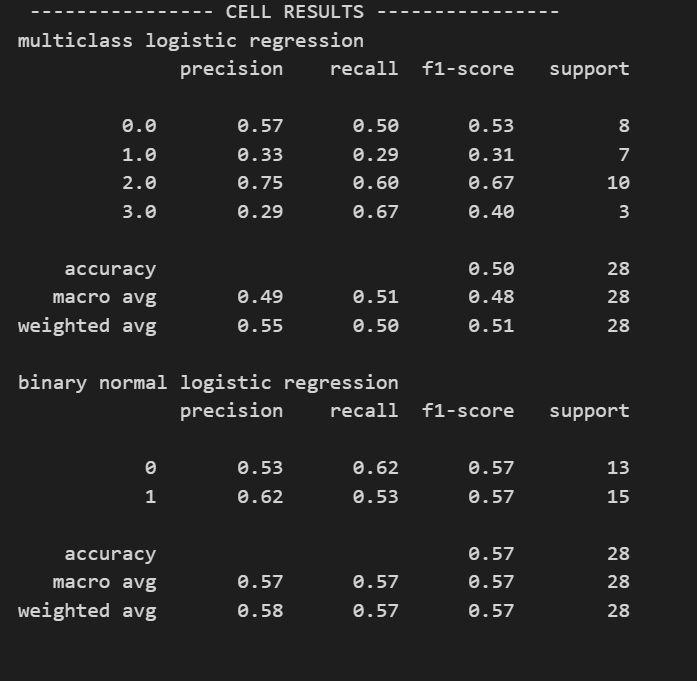 ---------------- CELL RESULTS ----------------
multiclass logistic regression
precision recall f1-score support
0.0 0.57 0.50 0.53 8
1.0 0.33 0.29 0.31 7
2.0 0.75 0.60 0.67 10
3.0 0.29 0.67 0.40 3
accuracy 0.50 28
macro avg 0.49 0.51 0.48 28
weighted avg 0.55 0.50 0.51 28
binary normal logistic regression
precision recall f1-score support
0 0.53 0.62 0.57 13
1 0.62 0.53 0.57 15
accuracy 0.57 28
macro avg 0.57 0.57 0.57 28
weighted avg 0.58 0.57 0.57 28